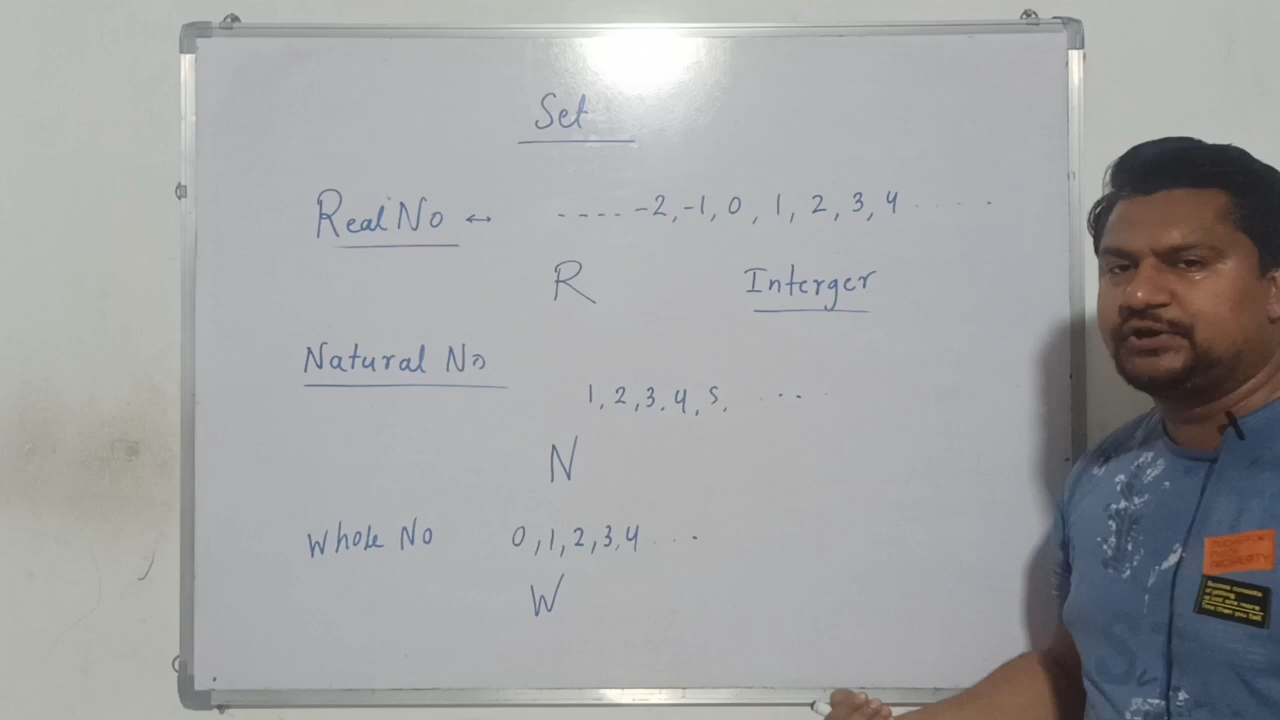 Set
Real No ↔ ---- -2, -1, 0, 1, 2, 3, 4 .....
R Interger
Natural No
1, 2, 3, 4, 5, ....
N
Whole No 0, 1, 2, 3, 4 ...
W